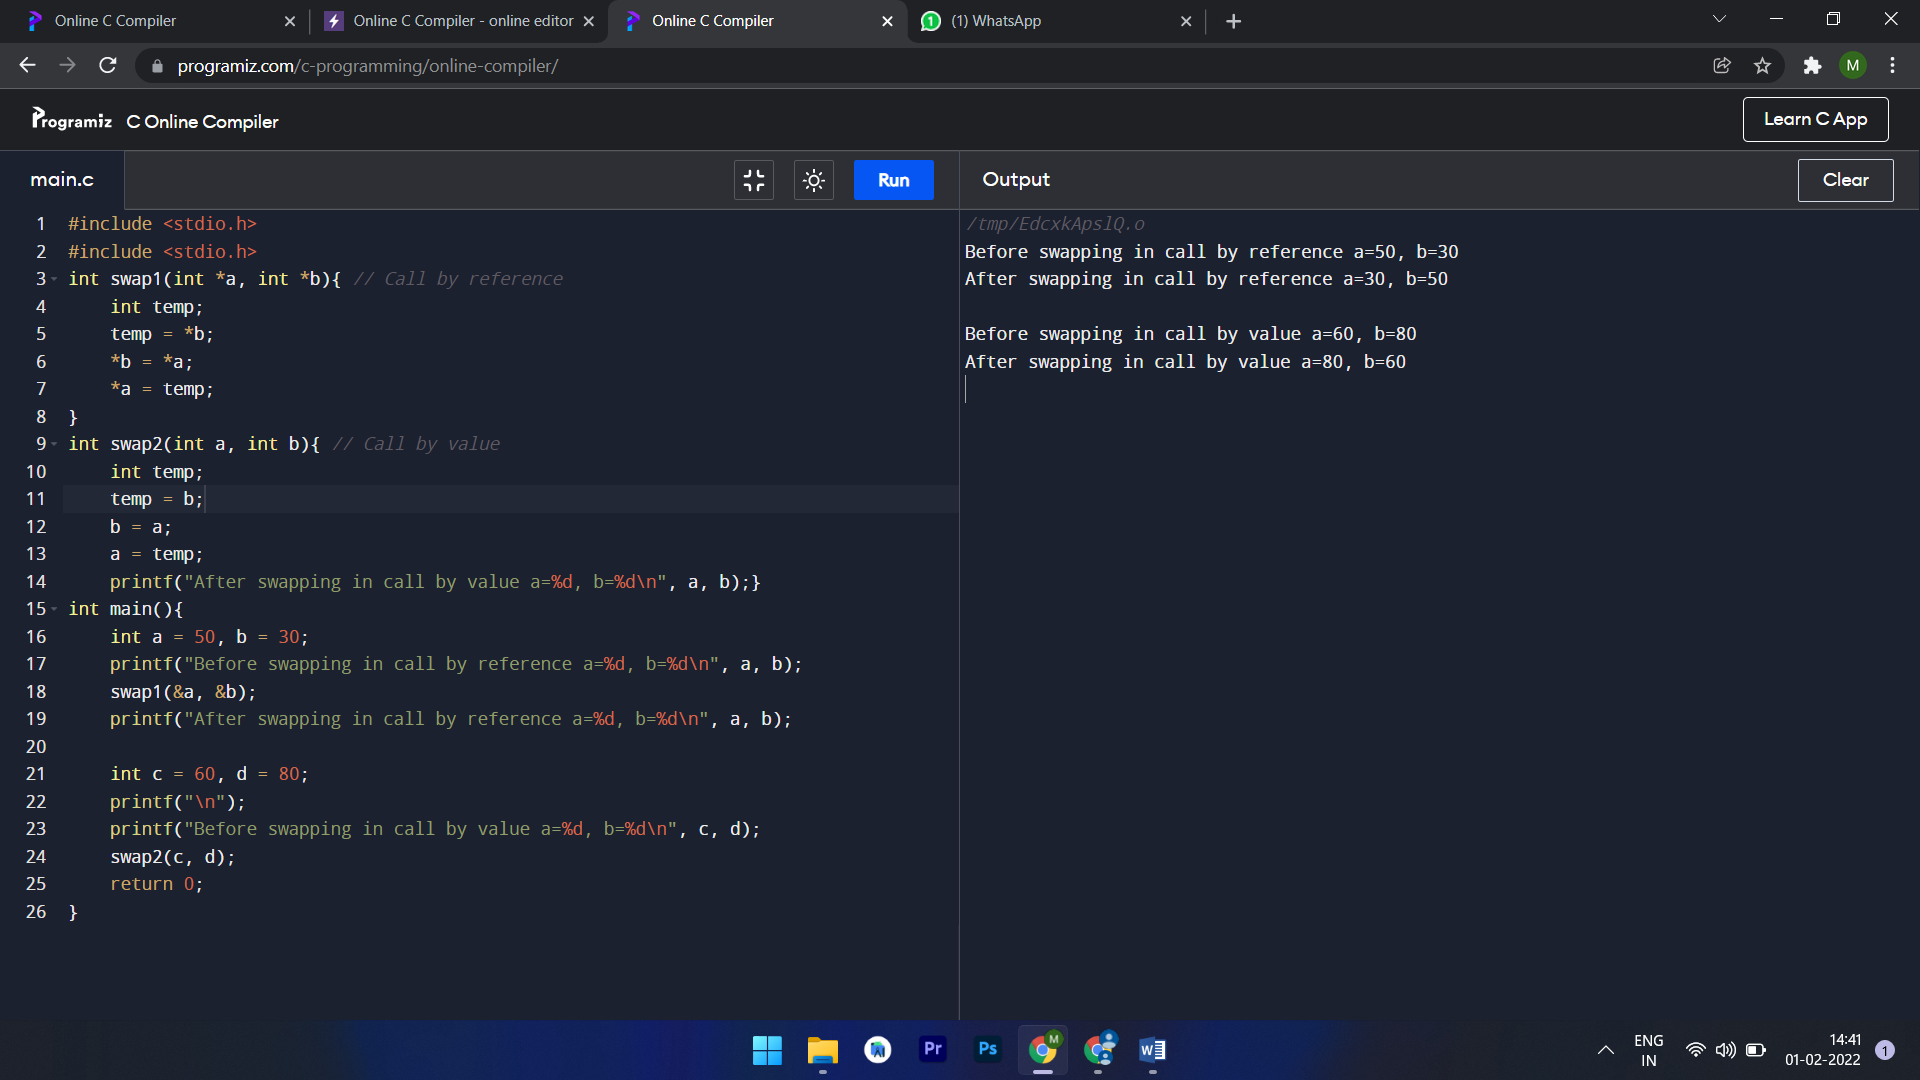 Online C Compiler
Online C Compiler - online editor
Online C Compiler
(1) WhatsApp
programiz.com/c-programming/online-compiler/
M
Programiz C Online Compiler
Learn C App
main.c
Run
Output
Clear
1 #include <stdio.h>
2 #include <stdio.h>
3 int swap1(int *a, int *b){ // Call by reference
4 int temp;
5 temp = *b;
6 *b = *a;
7 *a = temp;
8 }
9 int swap2(int a, int b){ // Call by value
10 int temp;
11 temp = b;
12 b = a;
13 a = temp;
14 printf("After swapping in call by value a=%d, b=%d\n", a, b);}
15 int main(){
16 int a = 50, b = 30;
17 printf("Before swapping in call by reference a=%d, b=%d\n", a, b);
18 swap1(&a, &b);
19 printf("After swapping in call by reference a=%d, b=%d\n", a, b);
20
21 int c = 60, d = 80;
22 printf("\n");
23 printf("Before swapping in call by value a=%d, b=%d\n", c, d);
24 swap2(c, d);
25 return 0;
26 }
/tmp/EdcxkApslQ.o
Before swapping in call by reference a=50, b=30
After swapping in call by reference a=30, b=50
Before swapping in call by value a=60, b=80
After swapping in call by value a=80, b=60
Pr
Ps
M
W
ENG
IN
14:41
01-02-2022
1